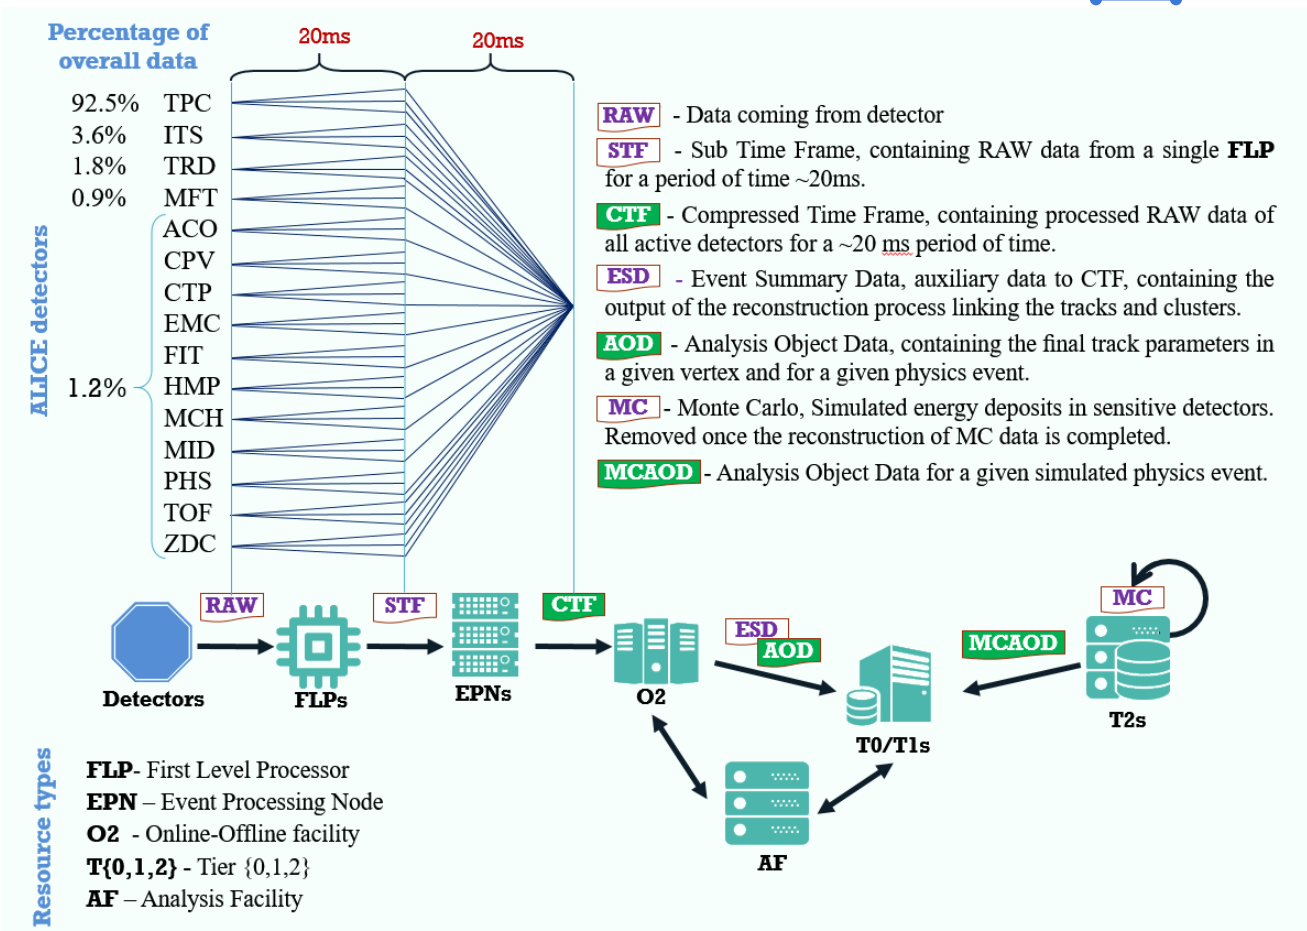 Percentage of
overall data
20ms
20ms
92.5% TPC
3.6% ITS
1.8% TRD
0.9% MFT
ACO
CPV
CTP
EMC
FIT
1.2% HMP
MCH
MID
PHS
TOF
ZDC
ALICE detectors
RAW - Data coming from detector
STF - Sub Time Frame, containing RAW data from a single FLP
for a period of time ~20ms.
CTF - Compressed Time Frame, containing processed RAW data of
all active detectors for a ~20 ms period of time.
ESD - Event Summary Data, auxiliary data to CTF, containing the
output of the reconstruction process linking the tracks and clusters.
AOD - Analysis Object Data, containing the final track parameters in
a given vertex and for a given physics event.
MC - Monte Carlo, Simulated energy deposits in sensitive detectors.
Removed once the reconstruction of MC data is completed.
MCAOD - Analysis Object Data for a given simulated physics event.
RAW
STF
CTF
ESD
AOD
MCAOD
MC
Detectors
FLPs
EPNs
O2
T0/T1s
T2s
AF
Resource types
FLP- First Level Processor
EPN – Event Processing Node
O2 - Online-Offline facility
T{0,1,2} - Tier {0,1,2}
AF – Analysis Facility